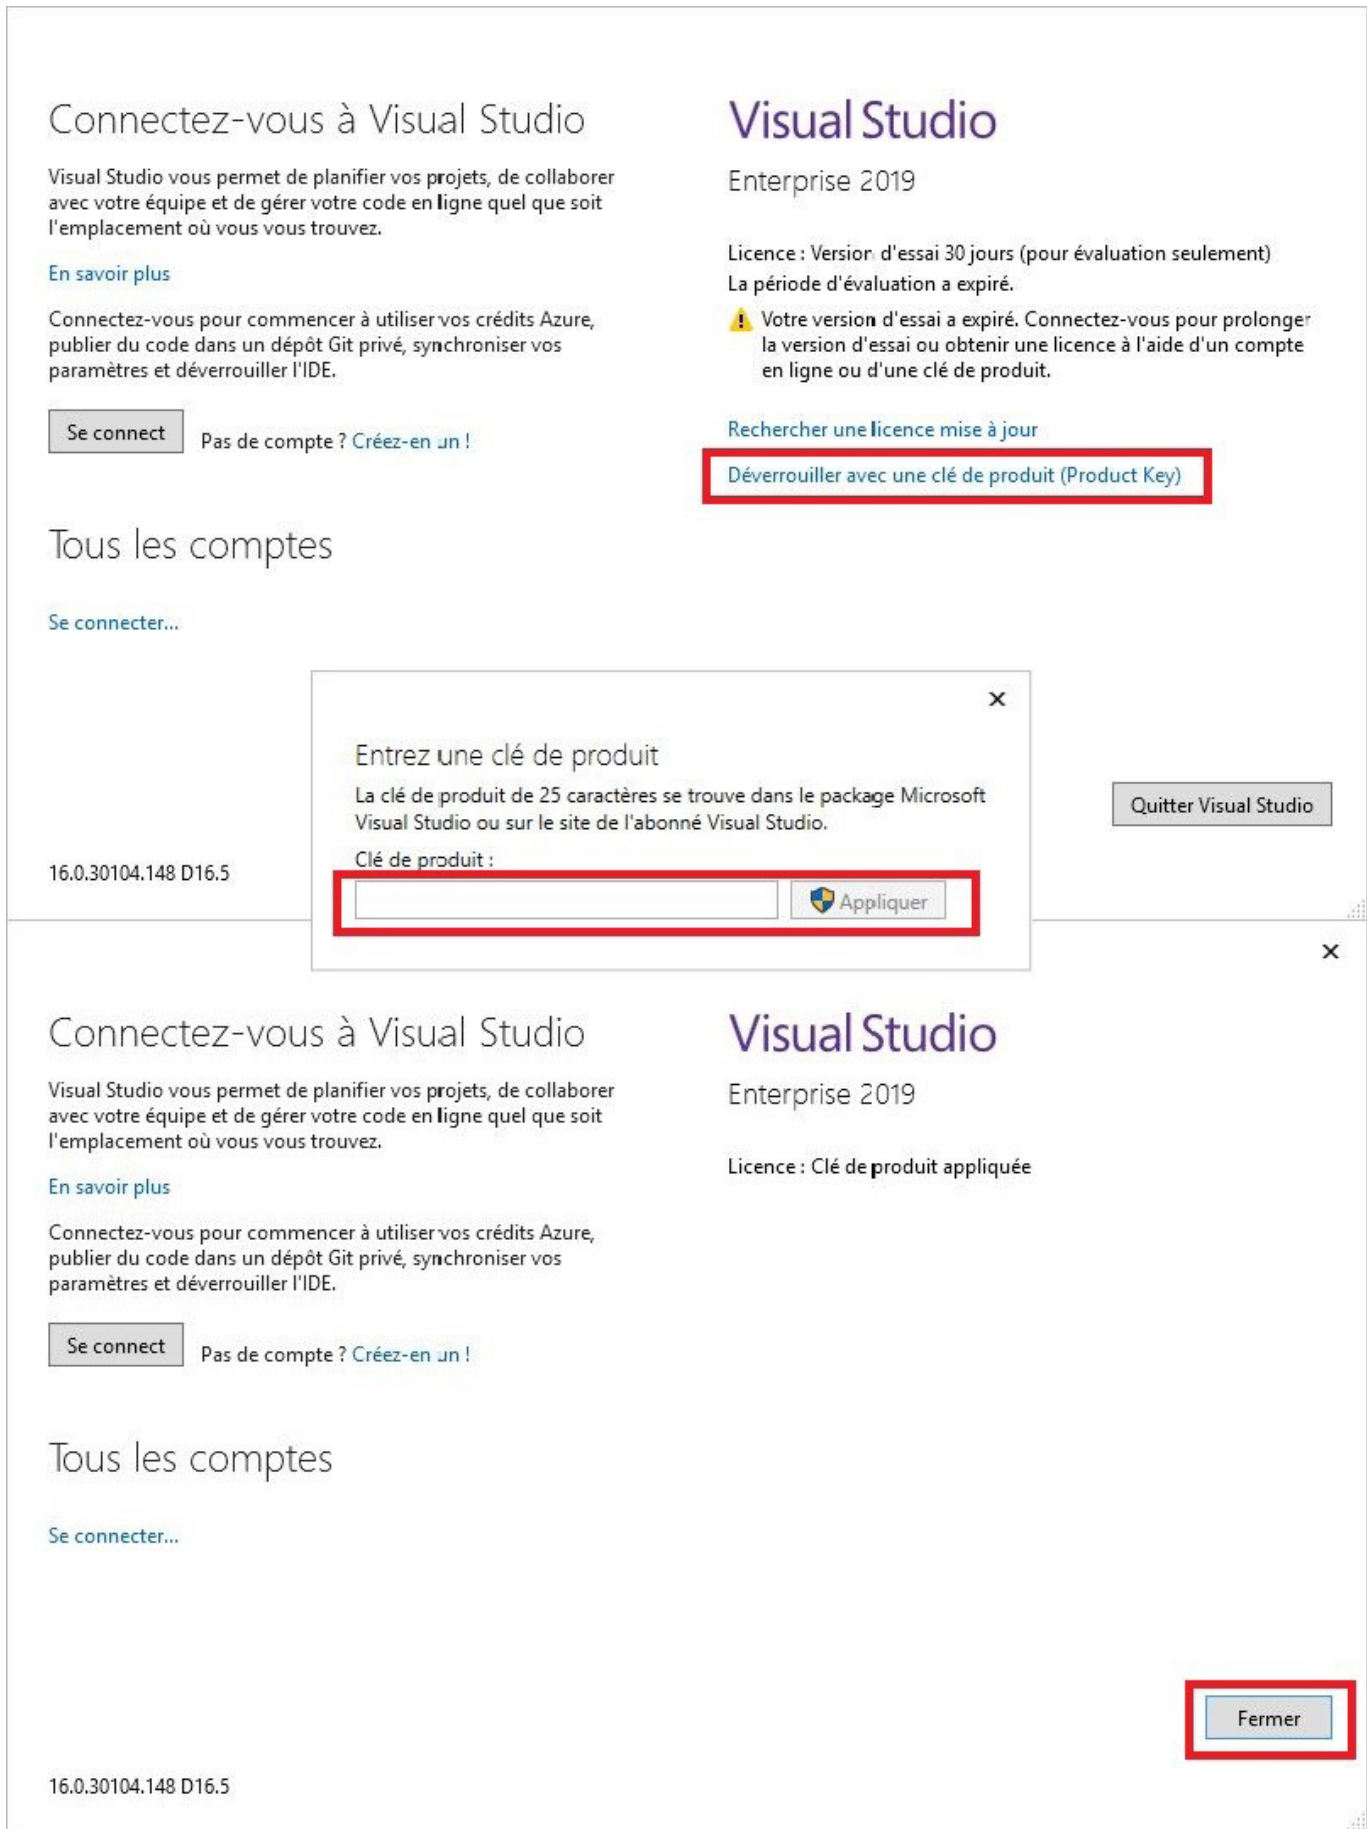 Connectez-vous à Visual Studio
Visual Studio vous permet de planifier vos projets, de collaborer
avec votre équipe et de gérer votre code en ligne quel que soit
l'emplacement où vous vous trouvez.
En savoir plus
Connectez-vous pour commencer à utiliser vos crédits Azure,
publier du code dans un dépôt Git privé, synchroniser vos
paramètres et déverrouiller l'IDE.
Se connect
Pas de compte ? Créez-en un !
Tous les comptes
Se connecter...
16.0.30104.148 D16.5
Visual Studio
Enterprise 2019
Licence : Version d'essai 30 jours (pour évaluation seulement)
La période d'évaluation a expiré.
Votre version d'essai a expiré. Connectez-vous pour prolonger
la version d'essai ou obtenir une licence à l'aide d'un compte
en ligne ou d'une clé de produit.
Rechercher une licence mise à jour
Déverrouiller avec une clé de produit (Product Key)
Quitter Visual Studio
Entrez une clé de produit
La clé de produit de 25 caractères se trouve dans le package Microsoft
Visual Studio ou sur le site de l'abonné Visual Studio.
Clé de produit :
Appliquer
Connectez-vous à Visual Studio
Visual Studio vous permet de planifier vos projets, de collaborer
avec votre équipe et de gérer votre code en ligne quel que soit
l'emplacement où vous vous trouvez.
En savoir plus
Connectez-vous pour commencer à utiliser vos crédits Azure,
publier du code dans un dépôt Git privé, synchroniser vos
paramètres et déverrouiller l'IDE.
Se connect
Pas de compte ? Créez-en un !
Tous les comptes
Se connecter...
16.0.30104.148 D16.5
Visual Studio
Enterprise 2019
Licence : Clé de produit appliquée
Fermer